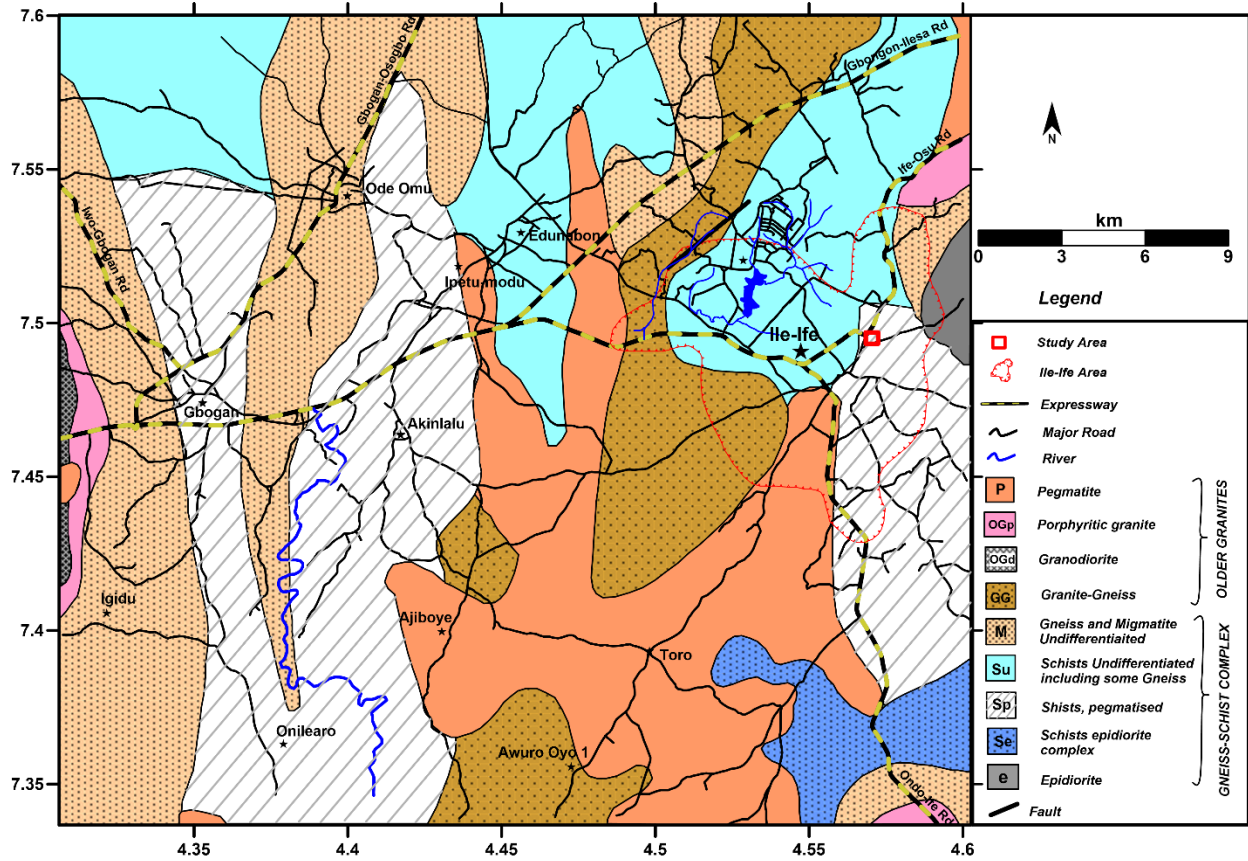 7.6
7.55
7.5
7.45
7.4
7.35
4.35
4.4
4.45
4.5
4.55
4.6
Gbogan-Osogbo Rd
Gbongon-Ilesa Rd
Ife-Osu Rd
Iwo-Gbogan Rd
Ode Omu
Edunabon
Ipetu-modu
Ile-Ife
Gbogan
Akinlalu
Igidu
Ajiboye
Toro
Onilearo
Awuro Oyo 1
Ondo-Ife Rd
N
km
0 3 6 9
Legend
Study Area
Ile-Ife Area
Expressway
Major Road
River
P Pegmatite
OGp Porphyritic granite
OGd Granodiorite
GG Granite-Gneiss
M Gneiss and Migmatite
Undifferentiaited
Su Schists Undifferentiated
including some Gneiss
Sp Shists, pegmatised
Se Schists epidiorite
complex
e Epidiorite
Fault
OLDER GRANITES
GNEISS-SCHIST COMPLEX